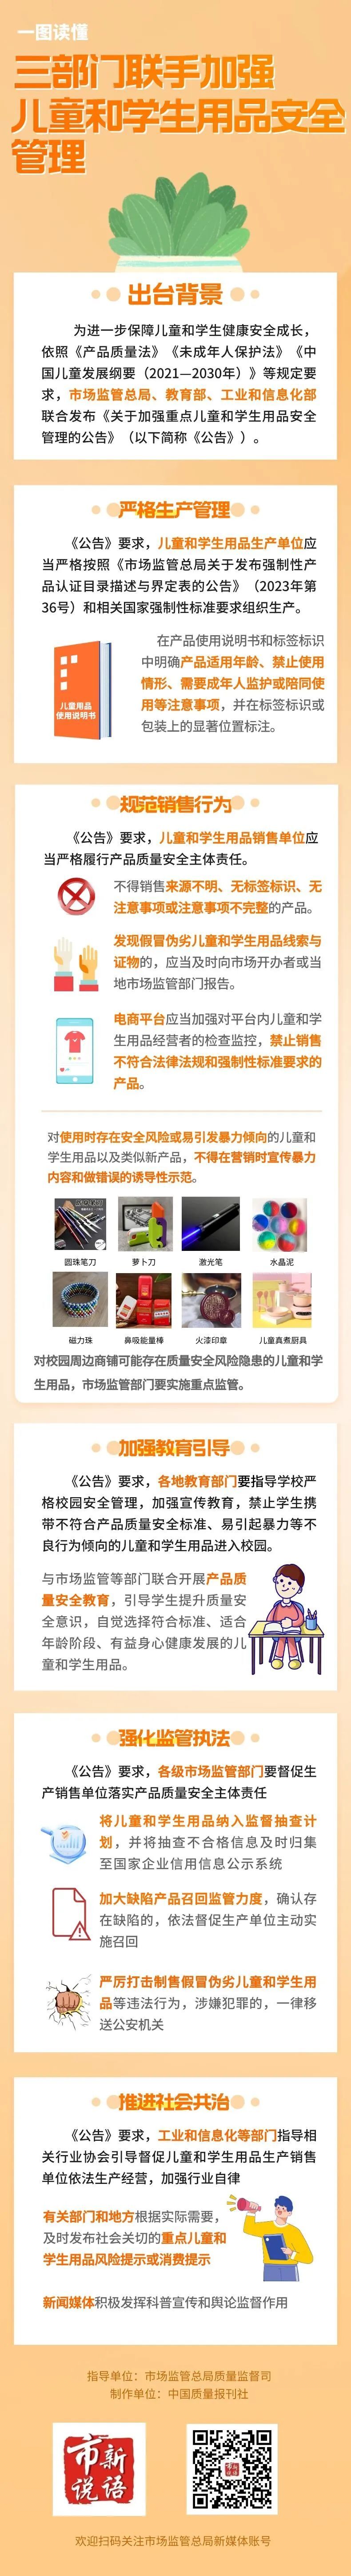 一图读懂
三部门联手加强
儿童和学生用品安全
管理
出台背景
为进一步保障儿童和学生健康安全成长，
依照《产品质量法》《未成年人保护法》《中
国儿童发展纲要（2021—2030年）》等规定要
求，市场监管总局、教育部、工业和信息化部
联合发布《关于加强重点儿童和学生用品安全
管理的公告》（以下简称《公告》）。
严格生产管理
《公告》要求，儿童和学生用品生产单位应
当严格按照《市场监管总局关于发布强制性产
品认证目录描述与界定表的公告》（2023年第
36号）和相关国家强制性标准要求组织生产。
儿童用品
使用说明书
在产品使用说明书和标签标识
中明确产品适用年龄、禁止使用
情形、需要成年人监护或陪同使
用等注意事项，并在标签标识或
包装上的显著位置标注。
规范销售行为
《公告》要求，儿童和学生用品销售单位应
当严格履行产品质量安全主体责任。
不得销售来源不明、无标签标识、无
注意事项或注意事项不完整的产品。
发现假冒伪劣儿童和学生用品线索与
证物的，应当及时向市场开办者或当
地市场监管部门报告。
电商平台应当加强对平台内儿童和学
生用品经营者的检查监控，禁止销售
不符合法律法规和强制性标准要求的
产品。
对使用时存在安全风险或易引发暴力倾向的儿童和
学生用品以及类似新产品，不得在营销时宣传暴力
内容和做错误的诱导性示范。
圆珠笔刀
萝卜刀
激光笔
水晶泥
磁力珠
鼻吸能量棒
火漆印章
儿童真煮厨具
对校园周边商铺可能存在质量安全风险隐患的儿童和学
生用品，市场监管部门要实施重点监管。
加强教育引导
《公告》要求，各地教育部门要指导学校严
格校园安全管理，加强宣传教育，禁止学生携
带不符合产品质量安全标准、易引起暴力等不
良行为倾向的儿童和学生用品进入校园。
与市场监管等部门联合开展产品质
量安全教育，引导学生提升质量安
全意识，自觉选择符合标准、适合
年龄阶段、有益身心健康发展的儿
童和学生用品。
强化监管执法
《公告》要求，各级市场监管部门要督促生
产销售单位落实产品质量安全主体责任
将儿童和学生用品纳入监督抽查计
划，并将抽查不合格信息及时归集
至国家企业信用信息公示系统
加大缺陷产品召回监管力度，确认存
在缺陷的，依法督促生产单位主动实
施召回
严厉打击制售假冒伪劣儿童和学生用
品等违法行为，涉嫌犯罪的，一律移
送公安机关
推进社会共治
《公告》要求，工业和信息化等部门指导相
关行业协会引导督促儿童和学生用品生产销售
单位依法生产经营，加强行业自律
有关部门和地方根据实际需要，
及时发布社会关切的重点儿童和
学生用品风险提示或消费提示
新闻媒体积极发挥科普宣传和舆论监督作用
指导单位：市场监管总局质量监督司
制作单位：中国质量报刊社
市新
说语
欢迎扫码关注市场监管总局新媒体账号